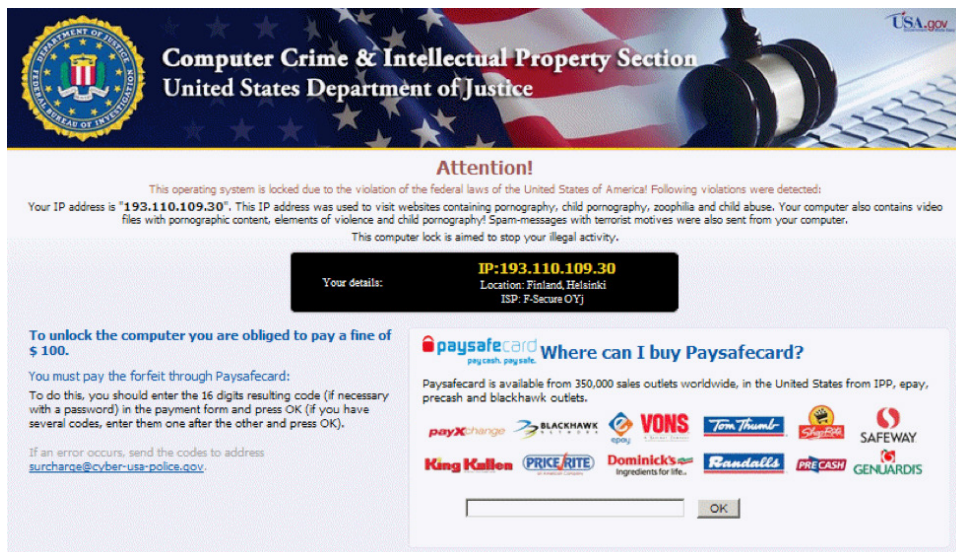 DEPARTMENT OF JUSTICE
FEDERAL BUREAU OF INVESTIGATION
USA.gov
Computer Crime & Intellectual Property Section
United States Department of Justice
Attention!
This operating system is locked due to the violation of the federal laws of the United States of America! Following violations were detected:
Your IP address is "193.110.109.30". This IP address was used to visit websites containing pornography, child pornography, zoophilia and child abuse. Your computer also contains video
files with pornographic content, elements of violence and child pornography! Spam-messages with terrorist motives were also sent from your computer.
This computer lock is aimed to stop your illegal activity.
Your details:
IP:193.110.109.30
Location: Finland, Helsinki
ISP: F-Secure OYj
To unlock the computer you are obliged to pay a fine of
$ 100.
You must pay the forfeit through Paysafecard:
To do this, you should enter the 16 digits resulting code (if necessary
with a password) in the payment form and press OK (if you have
several codes, enter them one after the other and press OK).
If an error occurs, send the codes to address
surcharge@cyber-usa-police.gov.
paysafecard
pay cash. pay safe.
Where can I buy Paysafecard?
Paysafecard is available from 350,000 sales outlets worldwide, in the United States from IPP, epay,
precash and blackhawk outlets.
payXchange
BLACKHAWK
NETWORK
epay
VONS
Tom Thumb
ShopRite
SAFEWAY
King Kullen
PRICE RITE
Dominick's
Ingredients for life..
Randalls
PRE CASH
GENUARDIS
OK